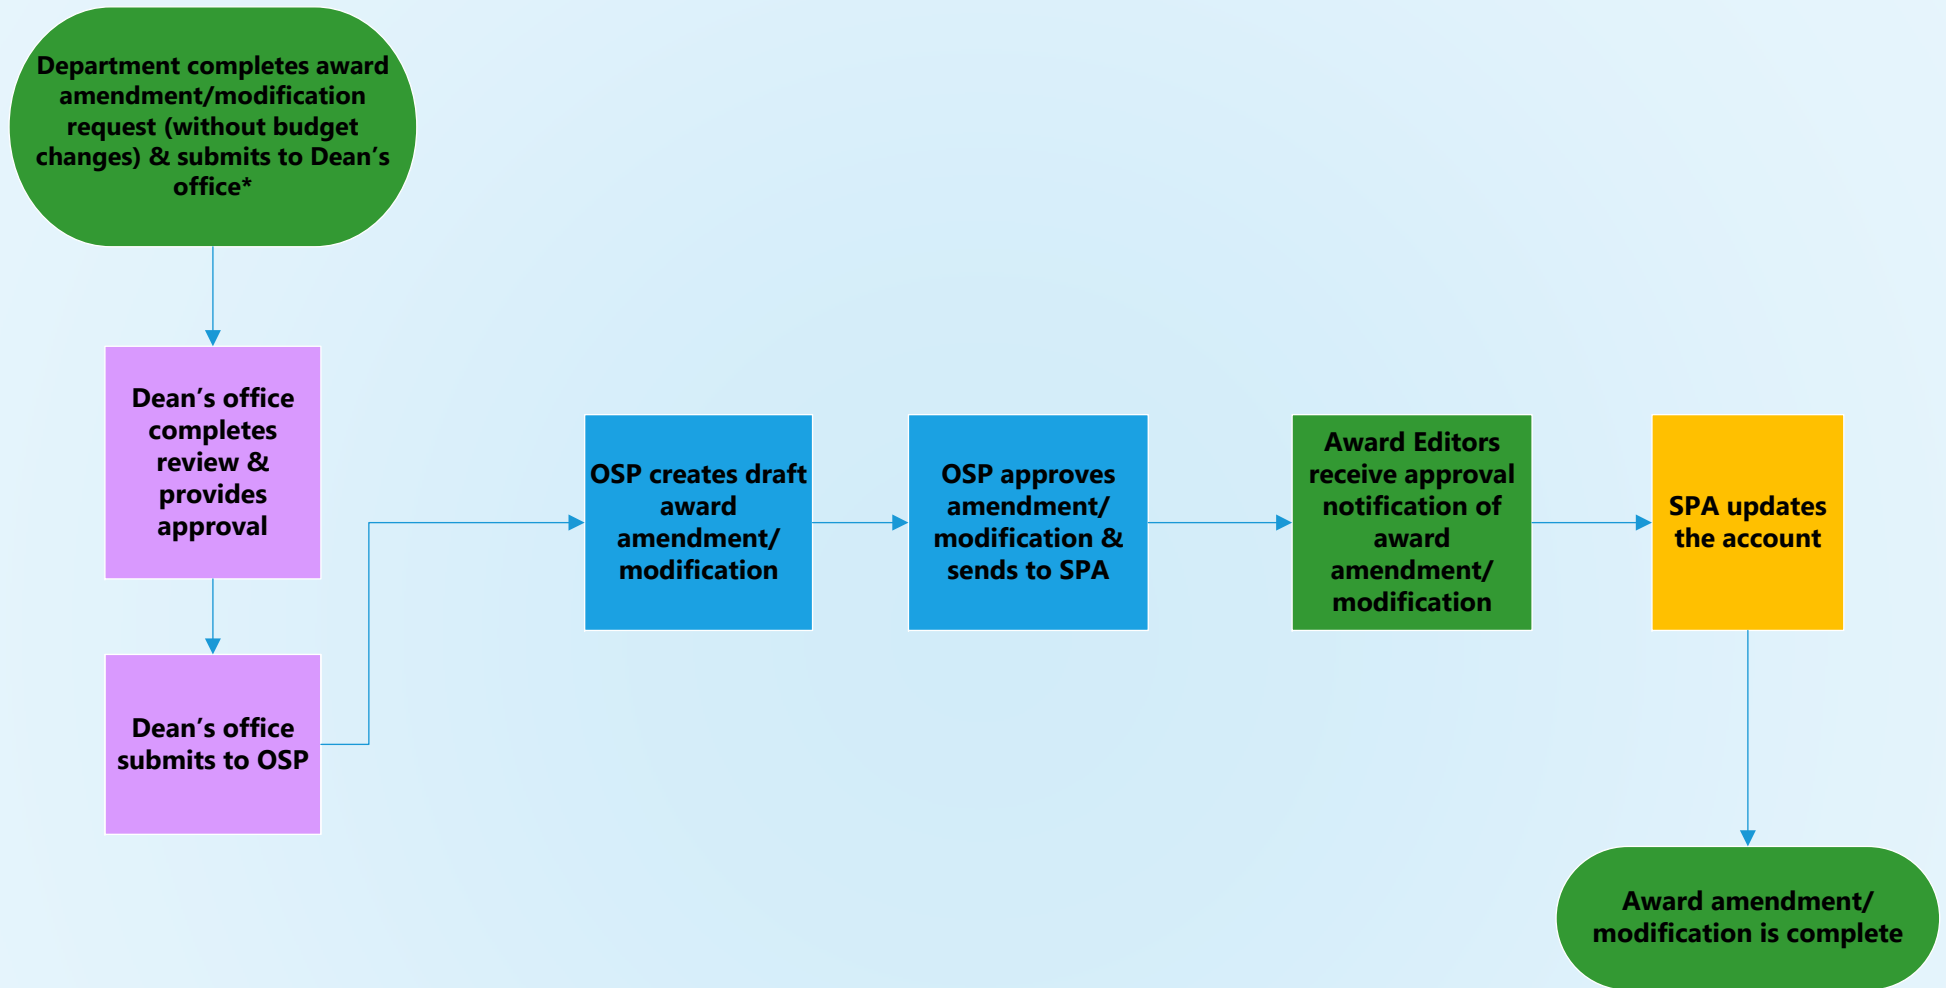 Department completes award
amendment/modification
request (without budget
changes) & submits to Dean’s
office*
Dean’s office
completes
review &
provides
approval
Dean’s office
submits to OSP
OSP creates draft
award
amendment/
modification
OSP approves
amendment/
modification &
sends to SPA
Award Editors
receive approval
notification of
award
amendment/
modification
SPA updates
the account
Award amendment/
modification is complete